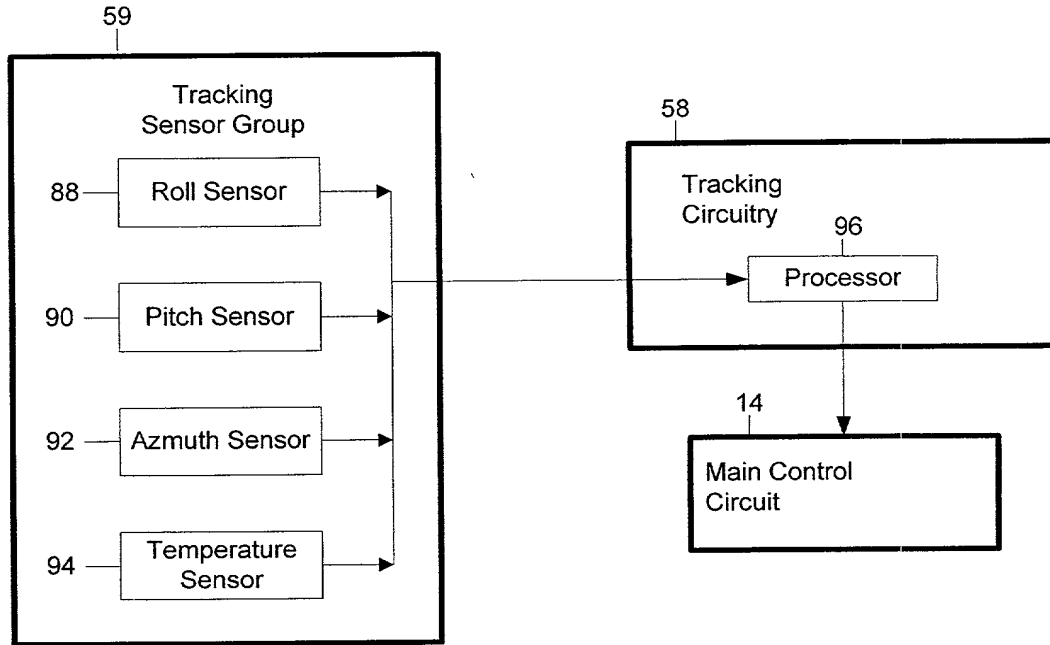 59
Tracking
Sensor Group
88
Roll Sensor
90
Pitch Sensor
92
Azmuth Sensor
94
Temperature
Sensor
58
Tracking
Circuitry
96
Processor
14
Main Control
Circuit